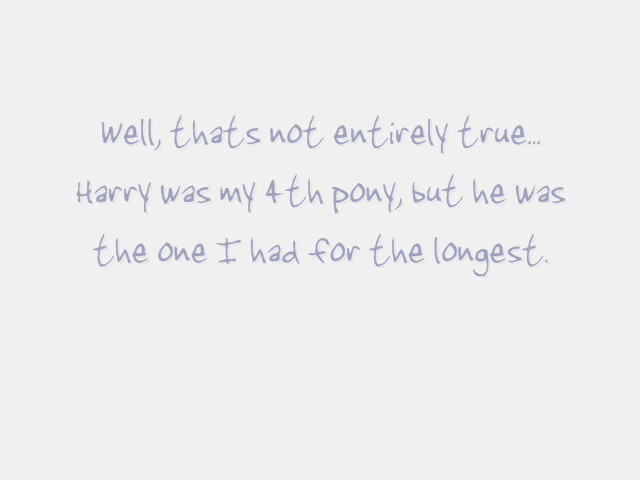 Well, thats not entirely true...
Harry was my 4th pony, but he was
the one I had for the longest.